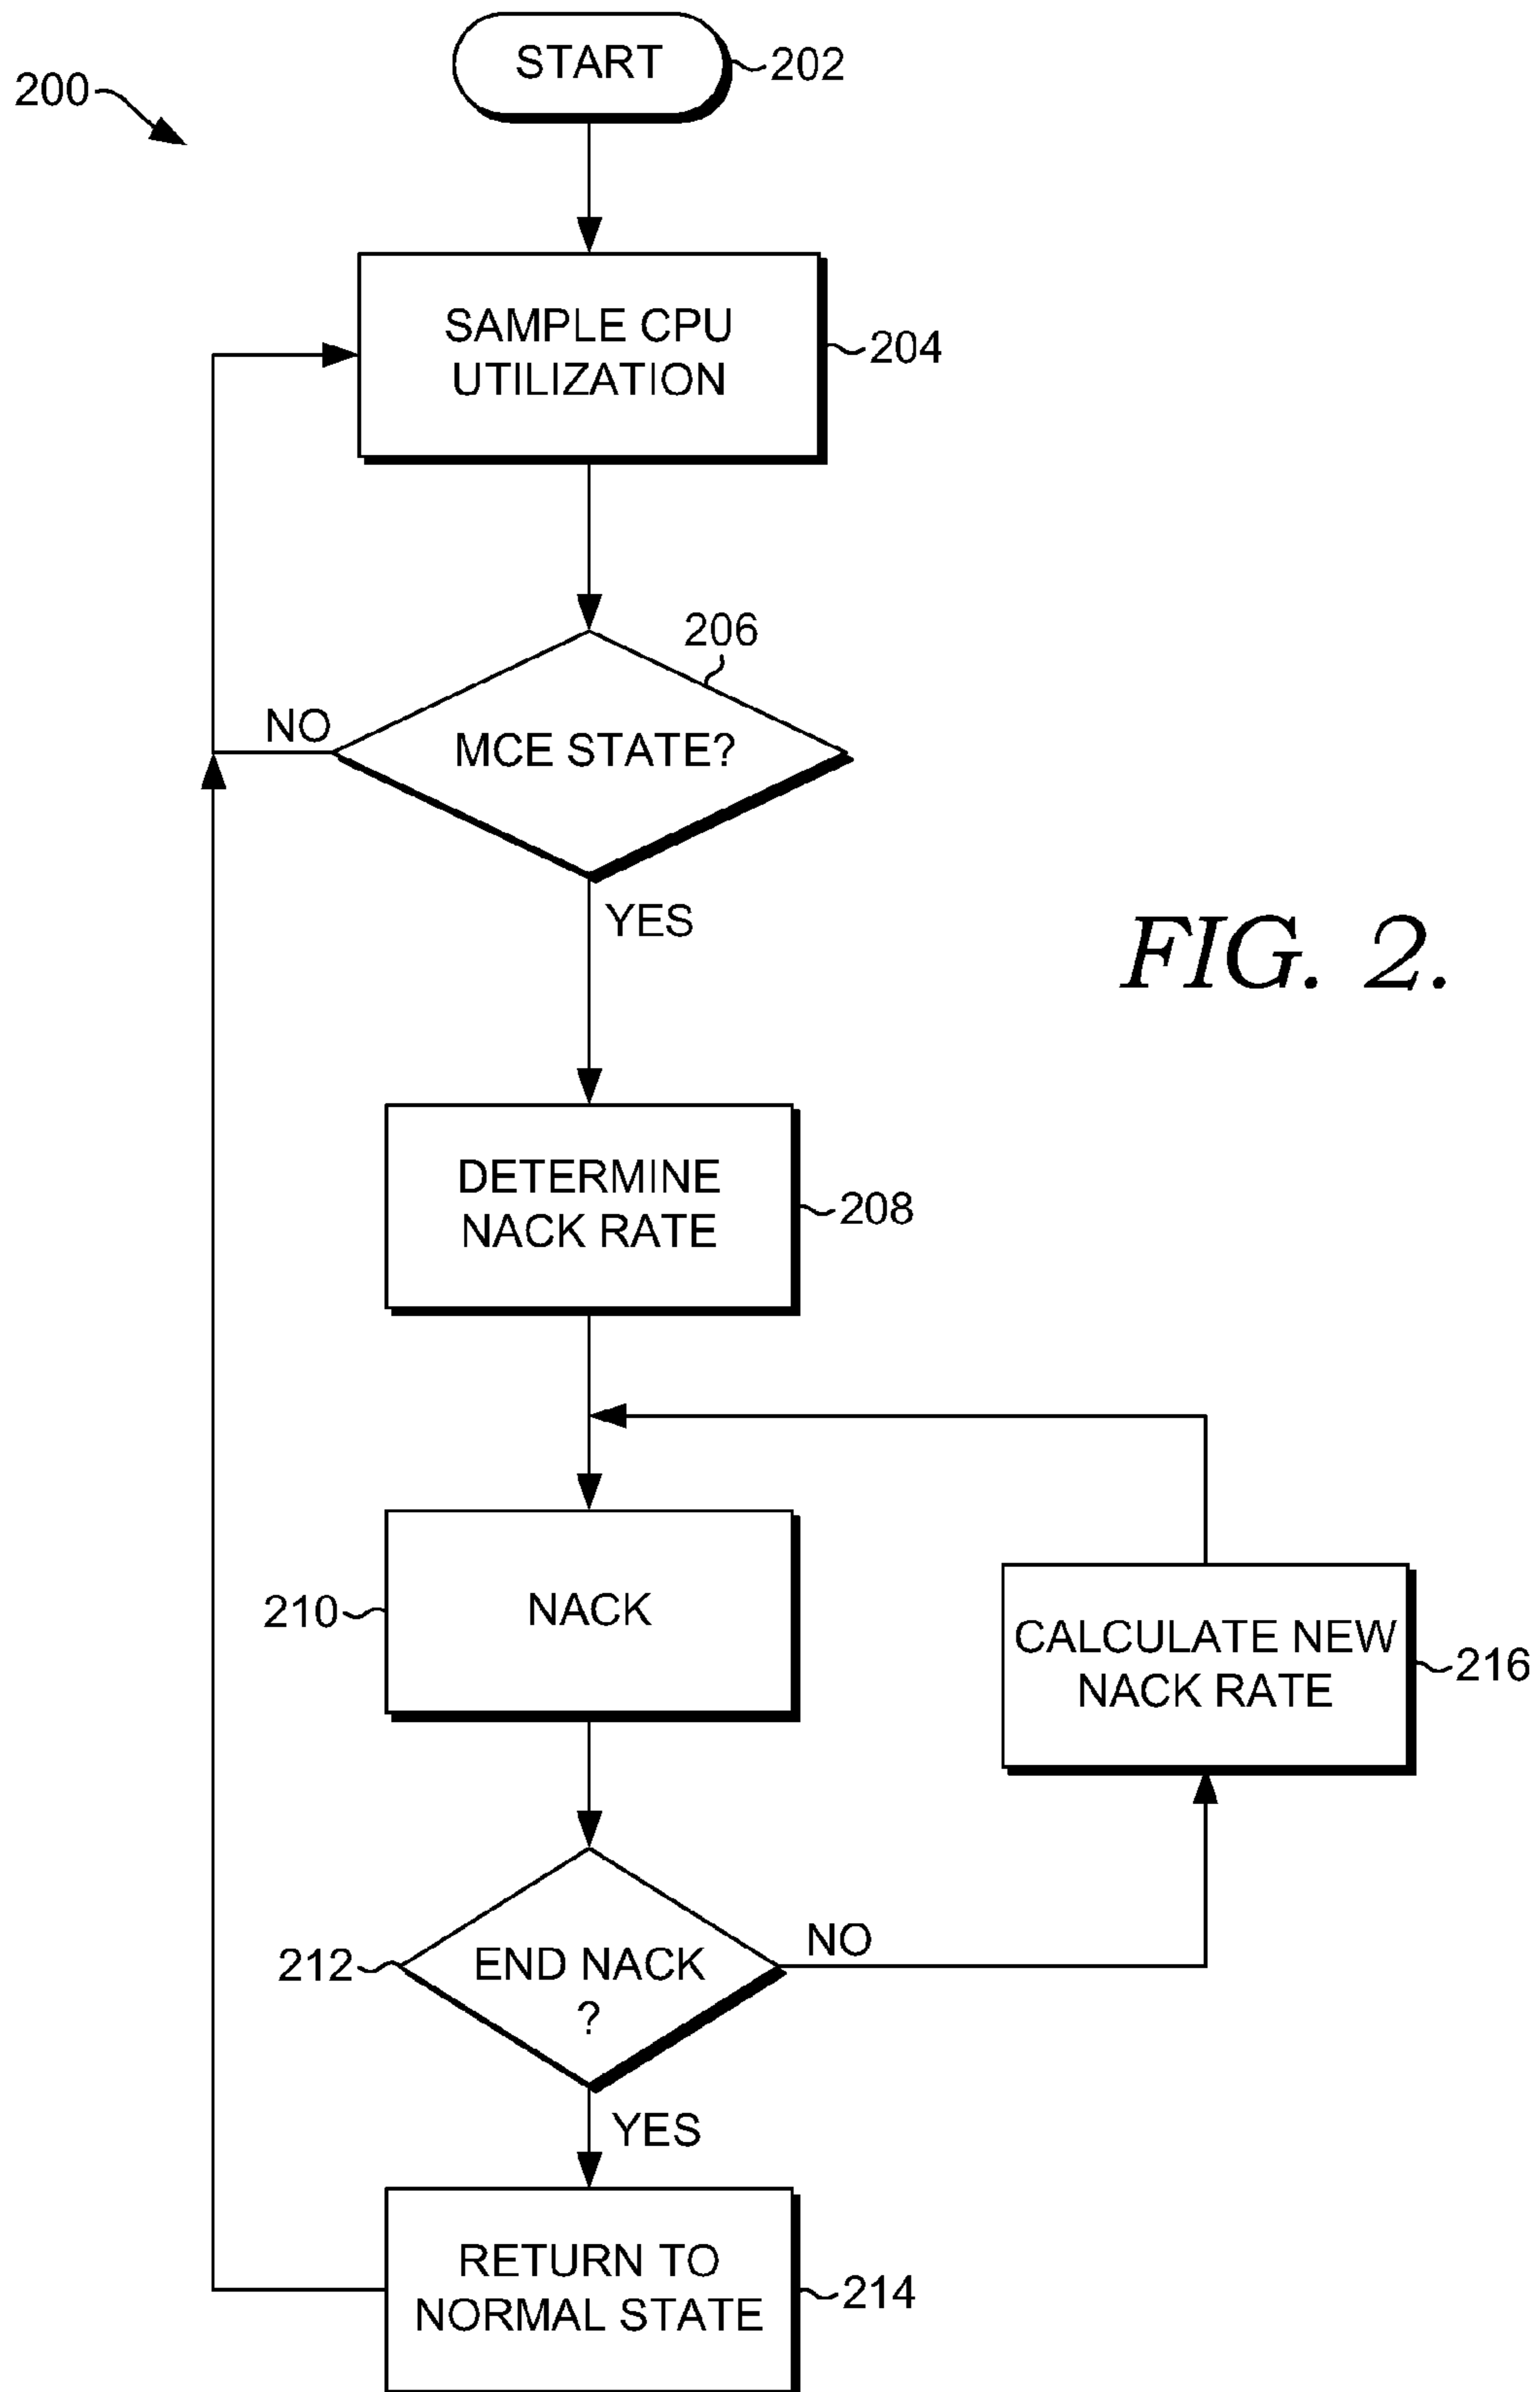 START
202
200
SAMPLE CPU
UTILIZATION
204
206
NO
MCE STATE?
YES
FIG. 2.
DETERMINE
NACK RATE
208
210
NACK
CALCULATE NEW
NACK RATE
216
212
END NACK
?
NO
YES
RETURN TO
NORMAL STATE
214